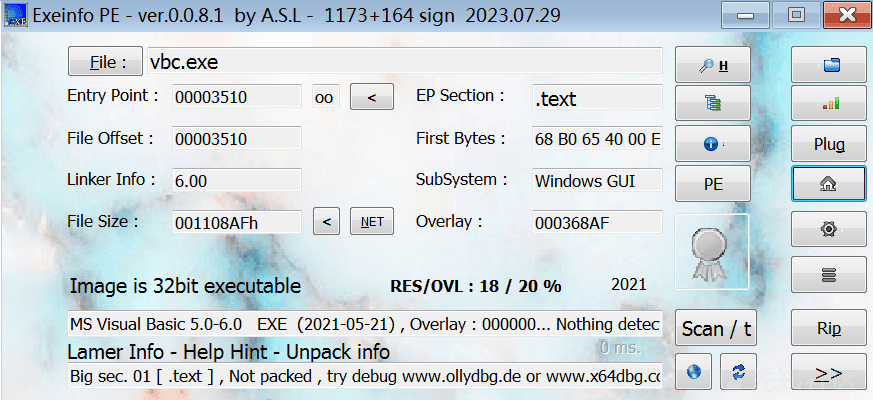 Exeinfo PE - ver.0.0.8.1 by A.S.L - 1173+164 sign 2023.07.29
File : vbc.exe H
Entry Point : 00003510 oo < EP Section : .text
File Offset : 00003510 First Bytes : 68 B0 65 40 00 E Plug
Linker Info : 6.00 SubSystem : Windows GUI PE
File Size : 001108AFh < NET Overlay : 000368AF
Image is 32bit executable RES/OVL : 18 / 20 % 2021
MS Visual Basic 5.0-6.0 EXE (2021-05-21) , Overlay : 000000... Nothing detec Scan / t Rip
Lamer Info - Help Hint - Unpack info 0 ms.
Big sec. 01 [ .text ] , Not packed , try debug www.ollydbg.de or www.x64dbg.co >>